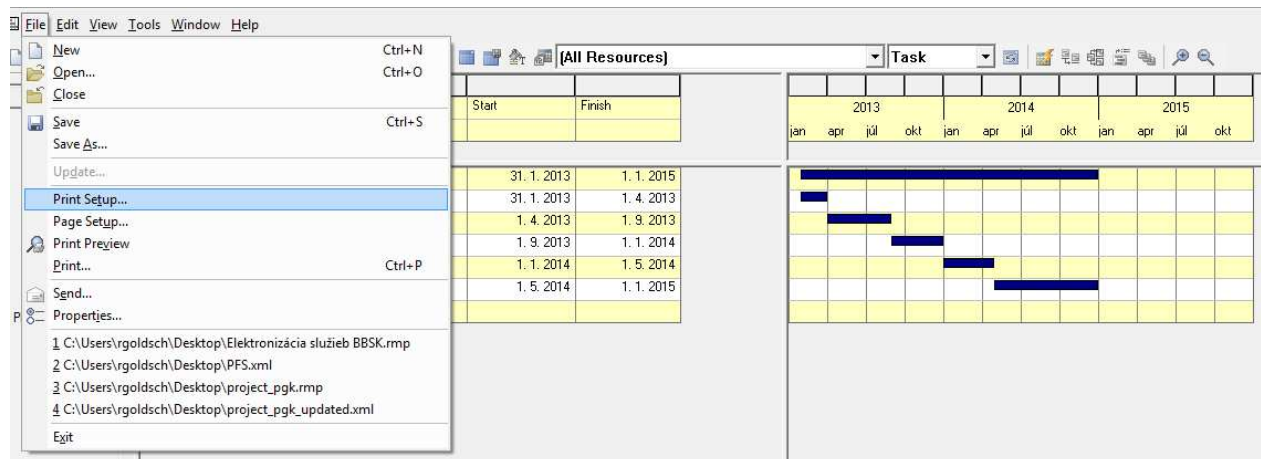 File Edit View Tools Window Help
New Ctrl+N
Open... Ctrl+O
Close
Save Ctrl+S
Save As...
Update...
Print Setup...
Page Setup...
Print Preview
Print... Ctrl+P
Send...
Properties...
1 C:\Users\rgoldsch\Desktop\Elektronizácia služieb BBSK.rmp
2 C:\Users\rgoldsch\Desktop\PFS.xml
3 C:\Users\rgoldsch\Desktop\project_pgk.rmp
4 C:\Users\rgoldsch\Desktop\project_pgk_updated.xml
Exit
P
(All Resources) Task
Start Finish
31. 1. 2013 1. 1. 2015
31. 1. 2013 1. 4. 2013
1. 4. 2013 1. 9. 2013
1. 9. 2013 1. 1. 2014
1. 1. 2014 1. 5. 2014
1. 5. 2014 1. 1. 2015
2013 2014 2015
jan apr júl okt jan apr júl okt jan apr júl okt